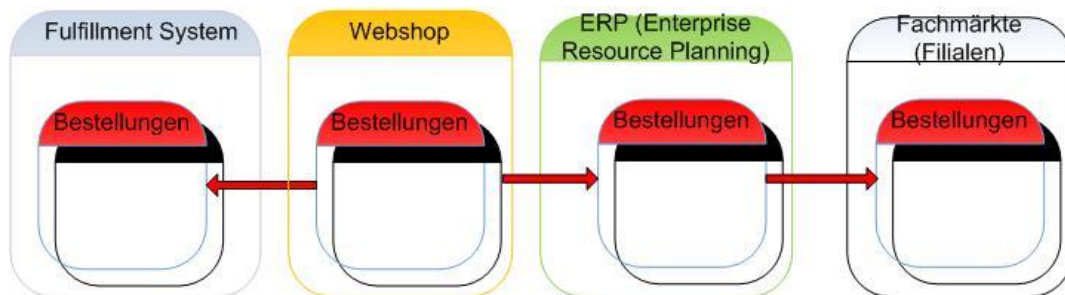 Fulfillment System
Webshop
ERP (Enterprise
Resource Planning)
Fachmärkte
(Filialen)
Bestellungen
Bestellungen
Bestellungen
Bestellungen